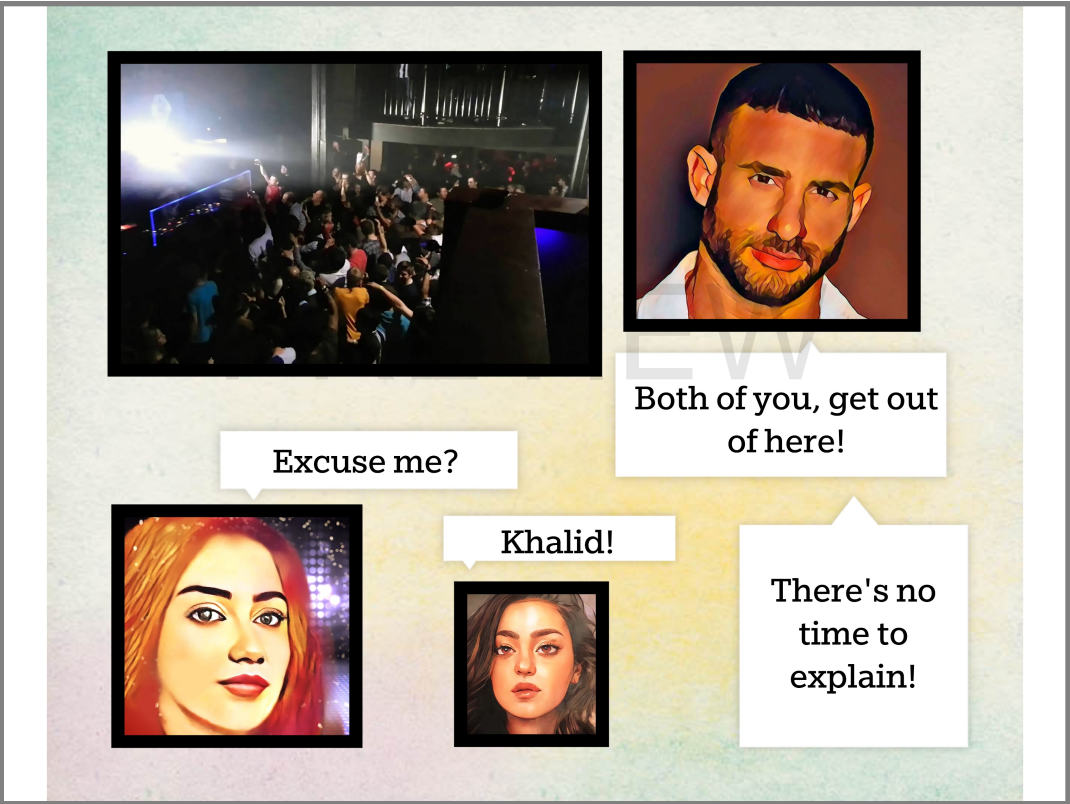 Both of you, get out
of here!
Excuse me?
Khalid!
There's no
time to
explain!